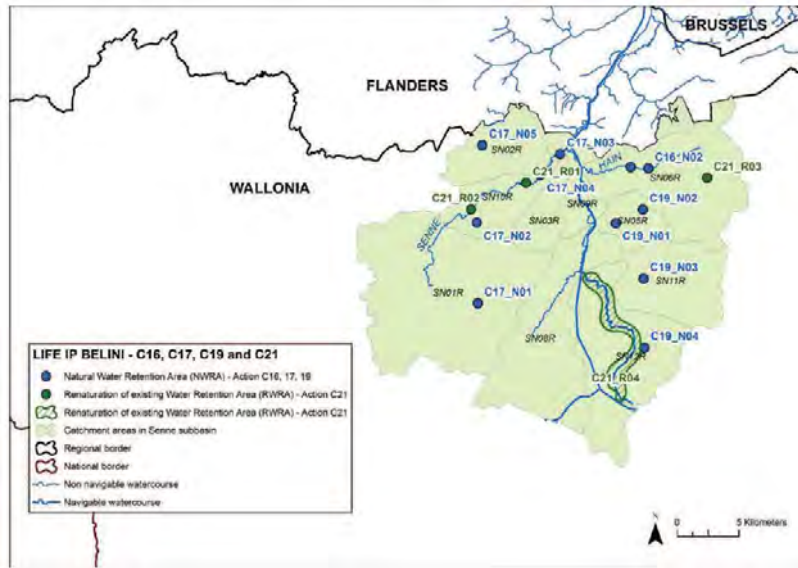 BRUSSELS
FLANDERS
WALLONIA
C17_N05
SN02R
C17_N03
HAIN
C16_N02
SN06R
C21_R03
C21_R01
C17_N04
SN10R
C21_R02
SN09R
C19_N02
SN03R
SN05R
C19_N01
SENNE
C17_N02
C19_N03
SN11R
SN01R
C17_N01
SN08R
C19_N04
C21_R04
LIFE IP BELINI - C16, C17, C19 and C21
Natural Water Retention Area (NWRA) - Action C16, 17, 19
Renaturation of existing Water Retention Area (RWRA) - Action C21
Renaturation of existing Water Retention Area (RWRA) - Action C21
Catchment areas in Senne subbasin
Regional border
National border
Non navigable watercourse
Navigable watercourse
N
0 5 Kilometers